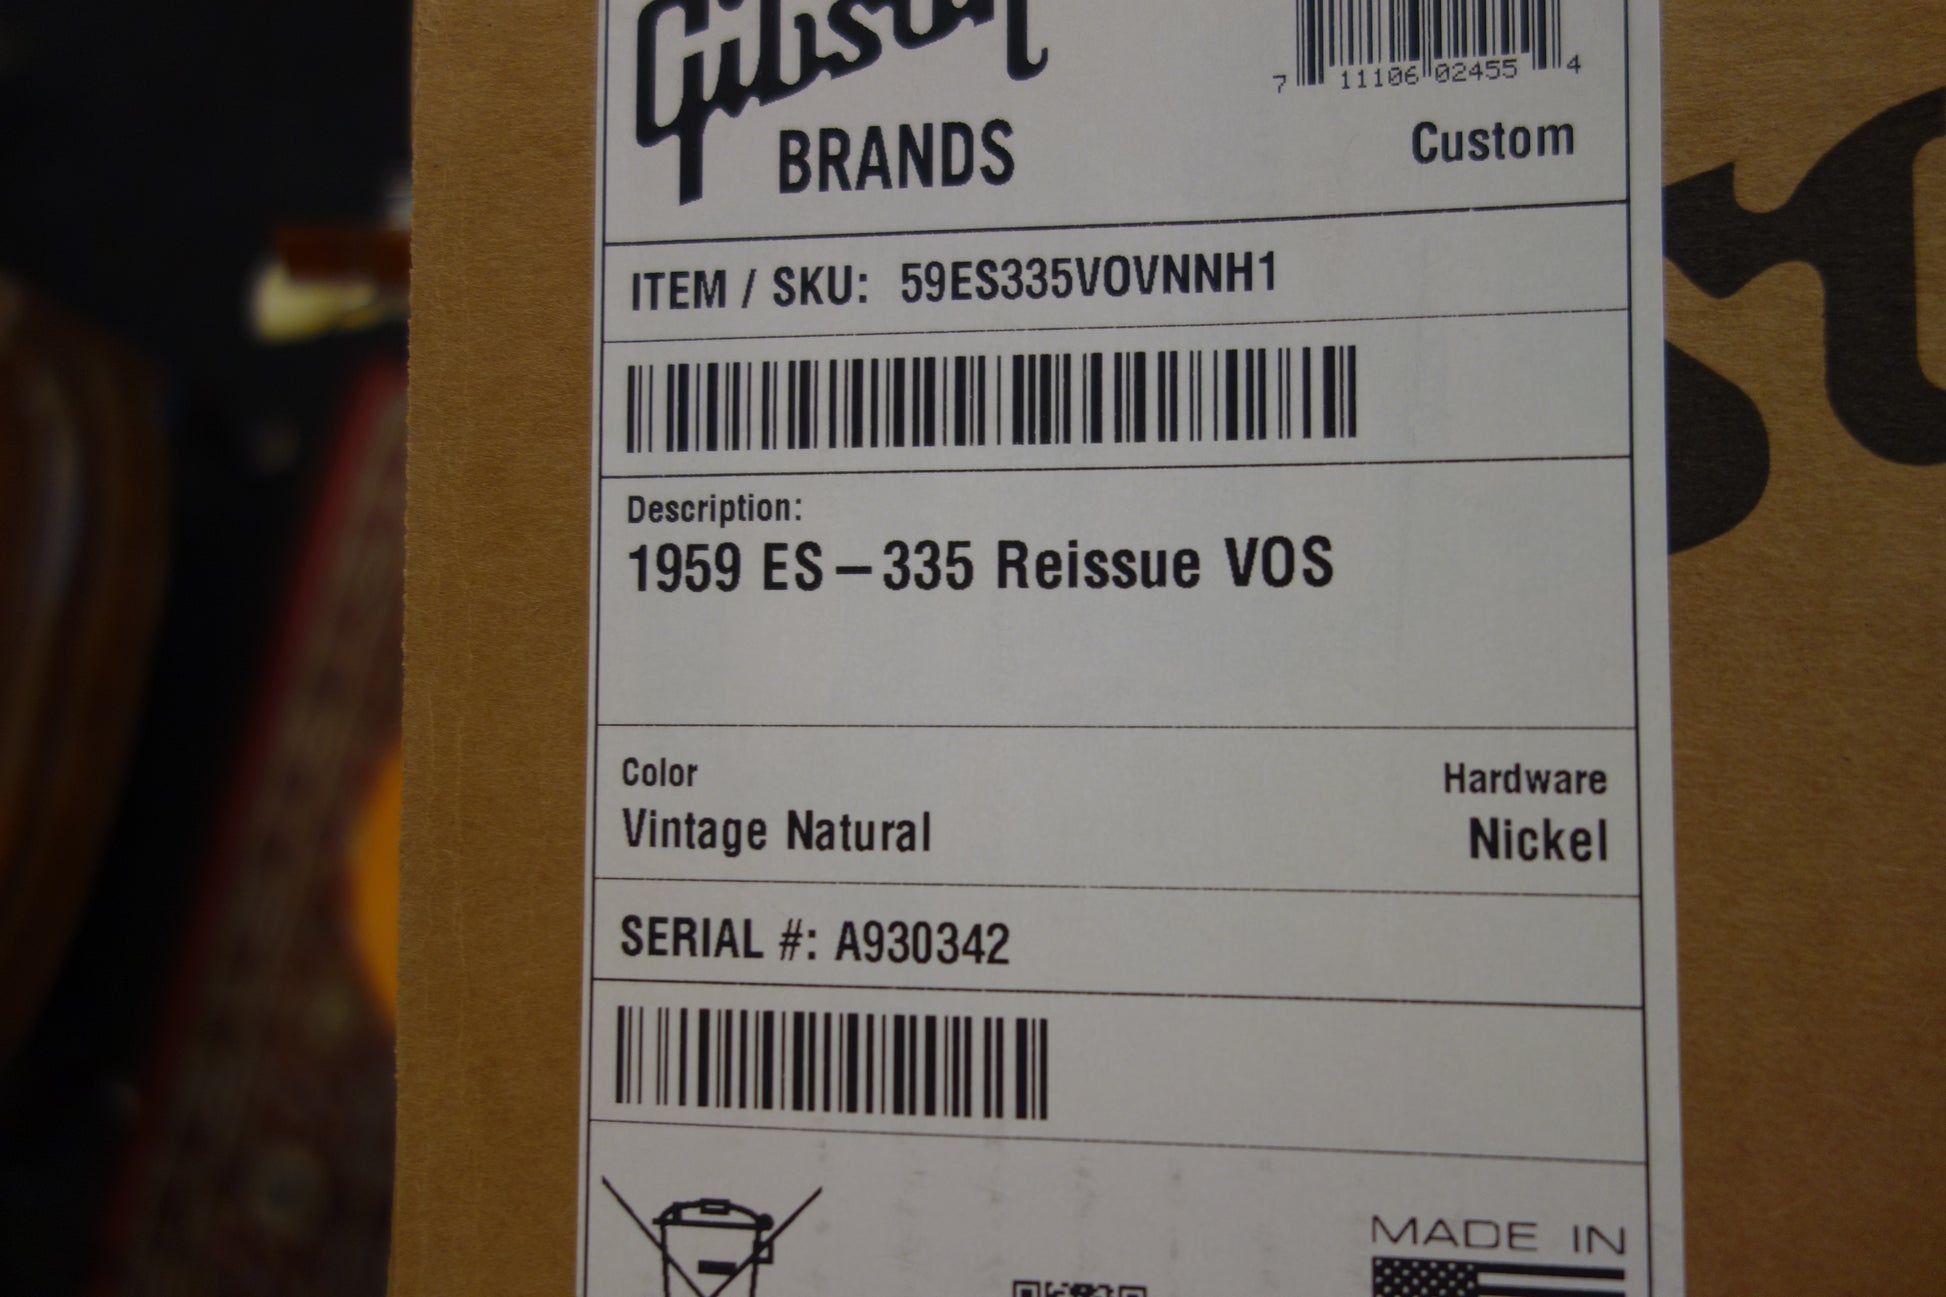 Gibson
BRANDS
7 11106 02455 4
Custom
ITEM / SKU: 59ES335VOVNNH1
Description:
1959 ES-335 Reissue VOS
Color
Vintage Natural
Hardware
Nickel
SERIAL #: A930342
MADE IN